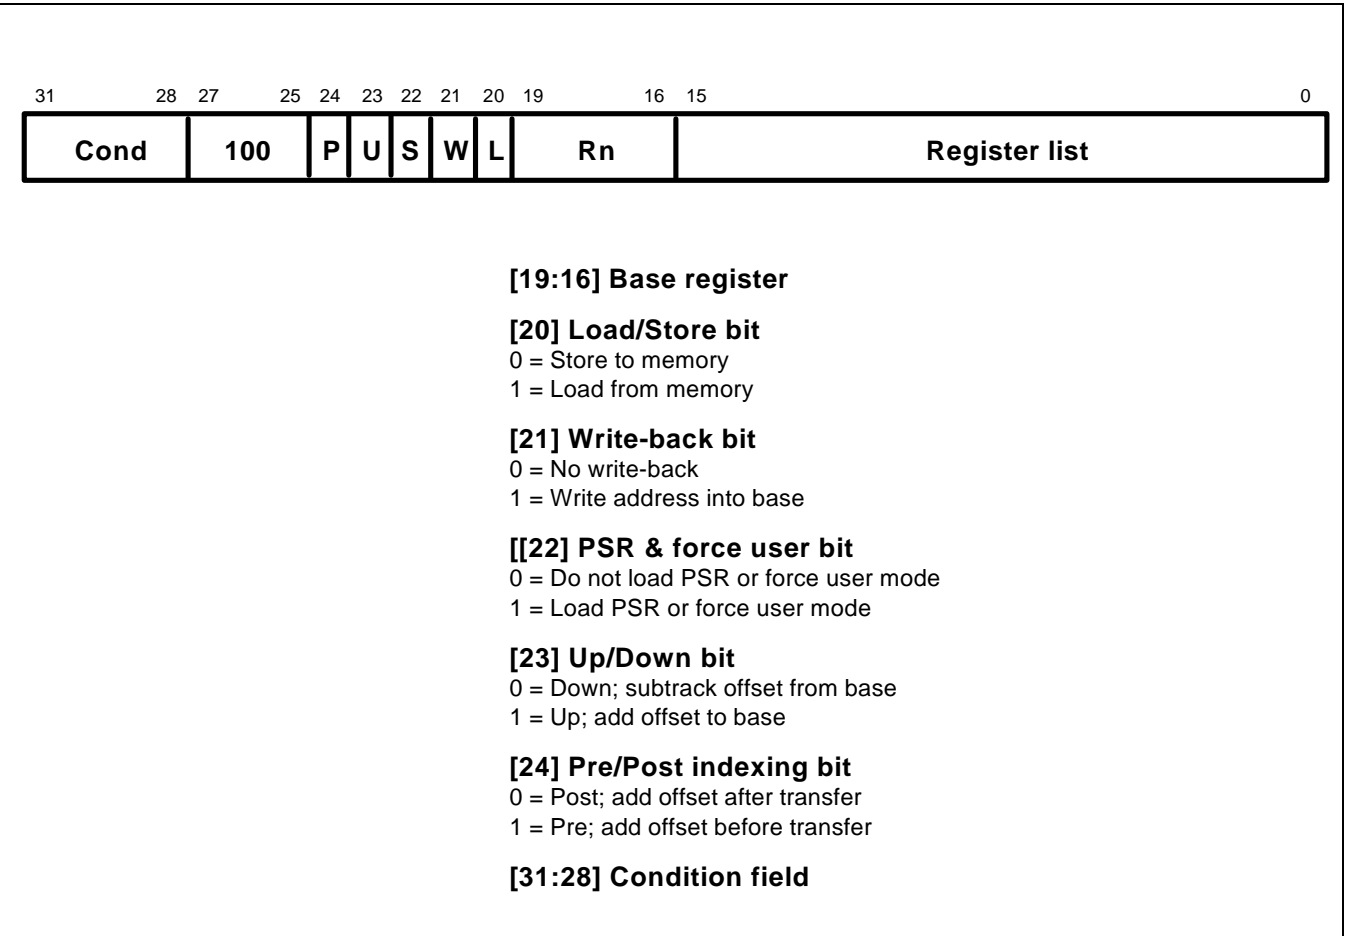 31 28 27 25 24 23 22 21 20 19 16 15 0
Cond 100 P U S W L Rn Register list
[19:16] Base register
[20] Load/Store bit
0 = Store to memory
1 = Load from memory
[21] Write-back bit
0 = No write-back
1 = Write address into base
[[22] PSR & force user bit
0 = Do not load PSR or force user mode
1 = Load PSR or force user mode
[23] Up/Down bit
0 = Down; subtrack offset from base
1 = Up; add offset to base
[24] Pre/Post indexing bit
0 = Post; add offset after transfer
1 = Pre; add offset before transfer
[31:28] Condition field